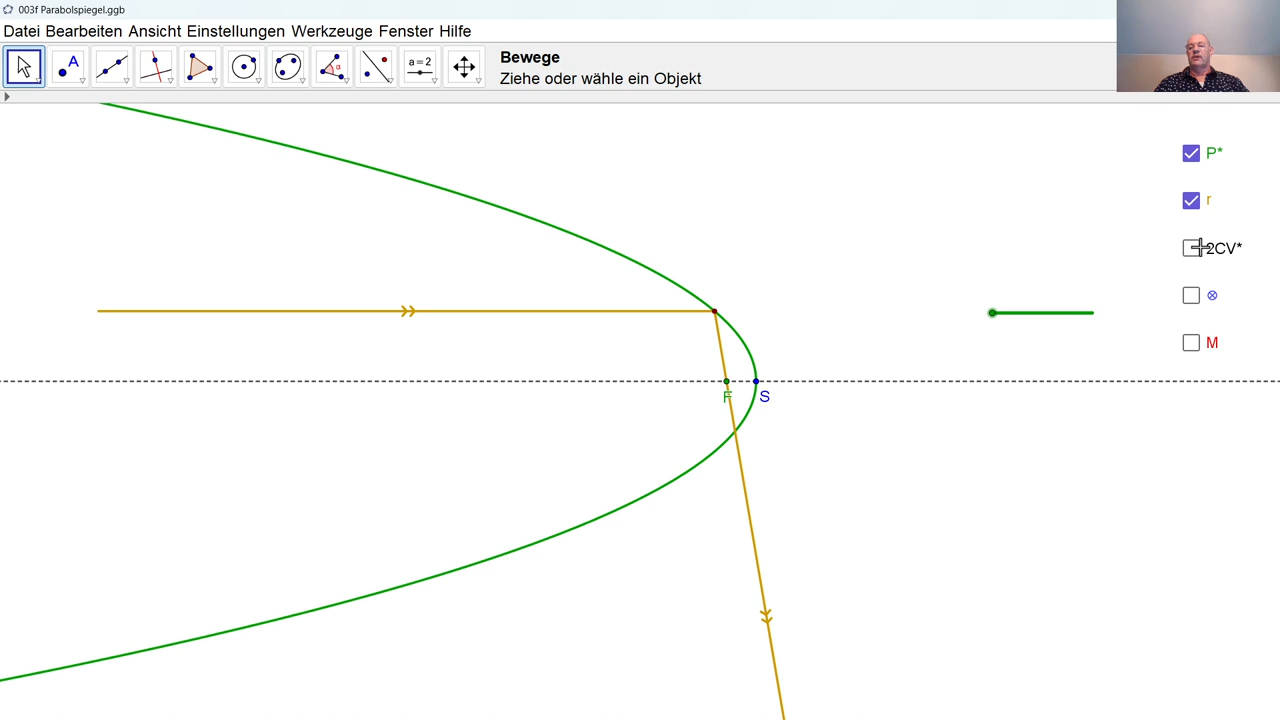 003f Parabolspiegel.ggb
Datei Bearbeiten Ansicht Einstellungen Werkzeuge Fenster Hilfe
A
α
a = 2
Bewege
Ziehe oder wähle ein Objekt
P*
r
2CV*
⊗
M
F
S